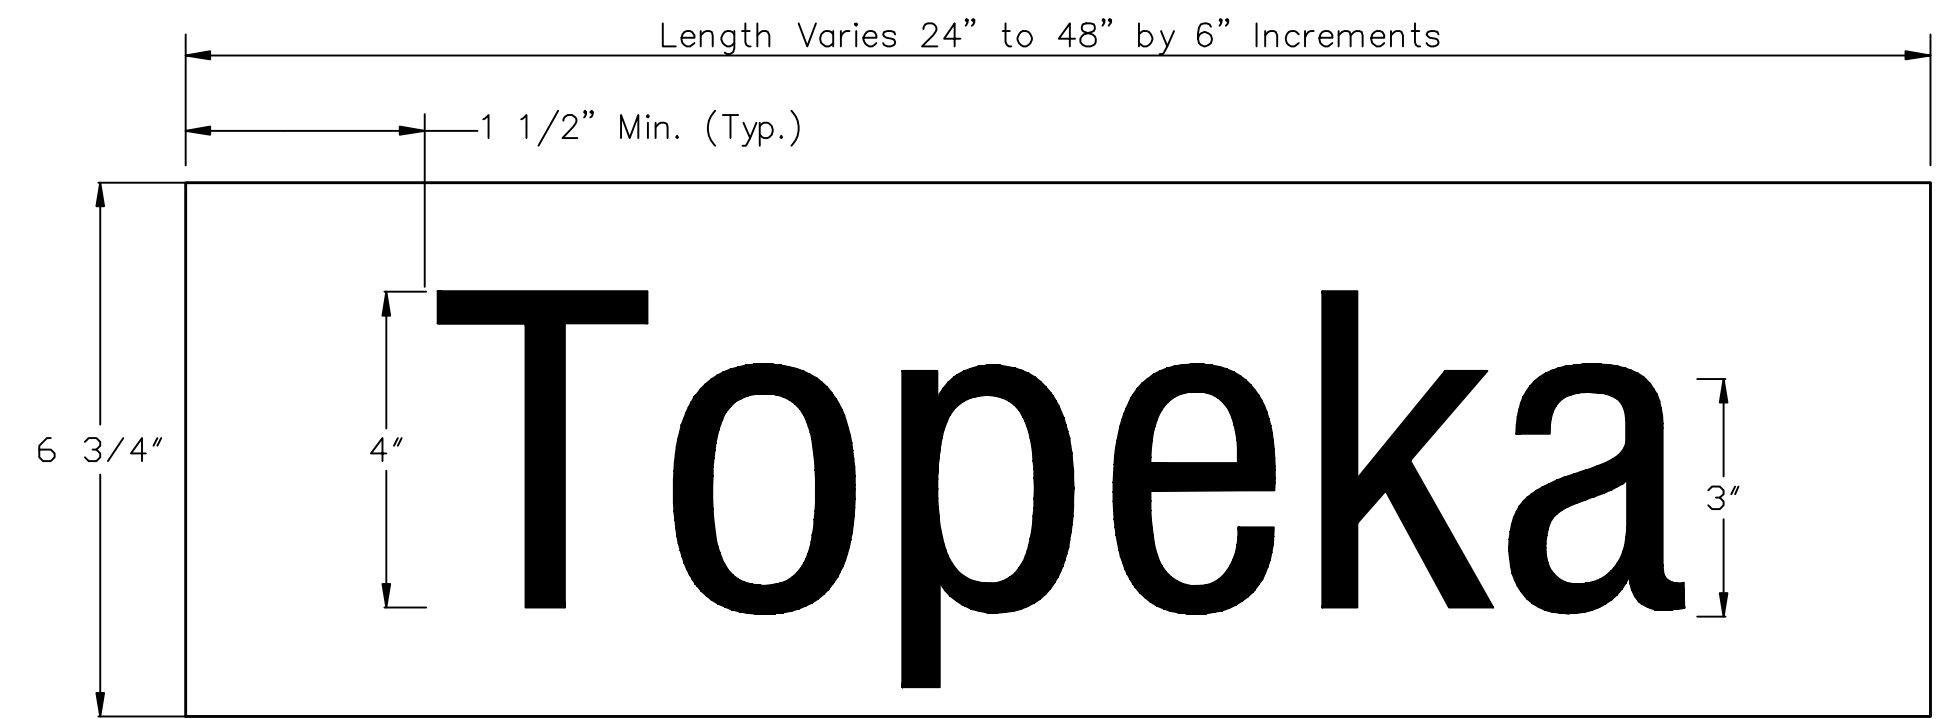 Length Varies 24” to 48” by 6” Increments
1 1/2” Min. (Typ.)
Topeka
6 3/4”
4”
3”